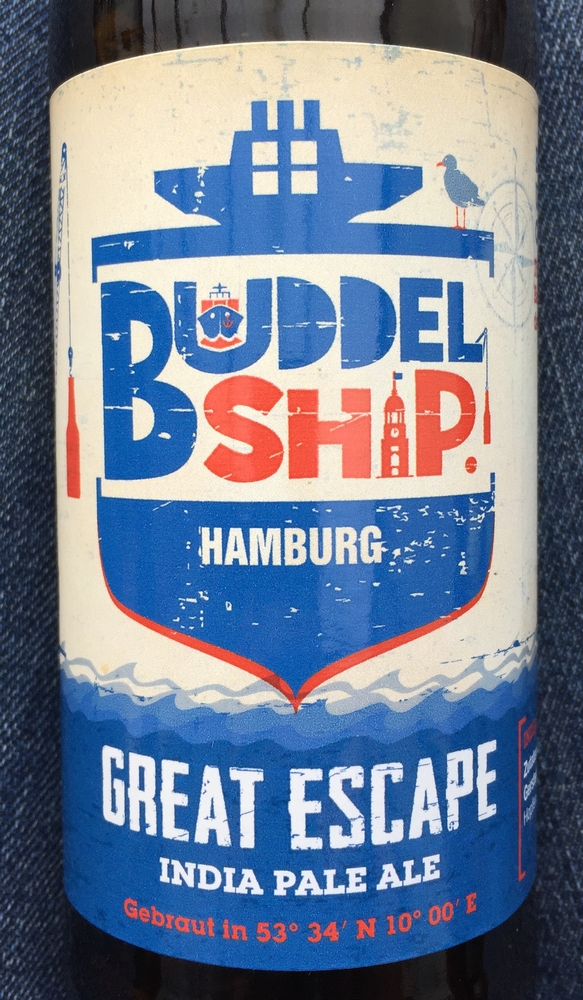 BUDDEL
SHIP.
HAMBURG
GREAT ESCAPE
INDIA PALE ALE
Gebraut in 53° 34′ N 10° 00′ E